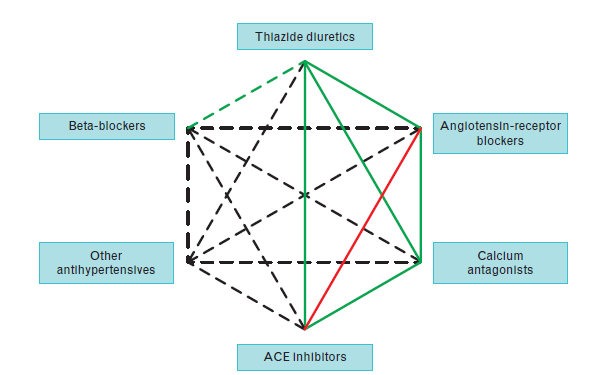 Thiazide diuretics
Beta-blockers
Angiotensin-receptor
blockers
Other
antihypertensives
Calcium
antagonists
ACE inhibitors